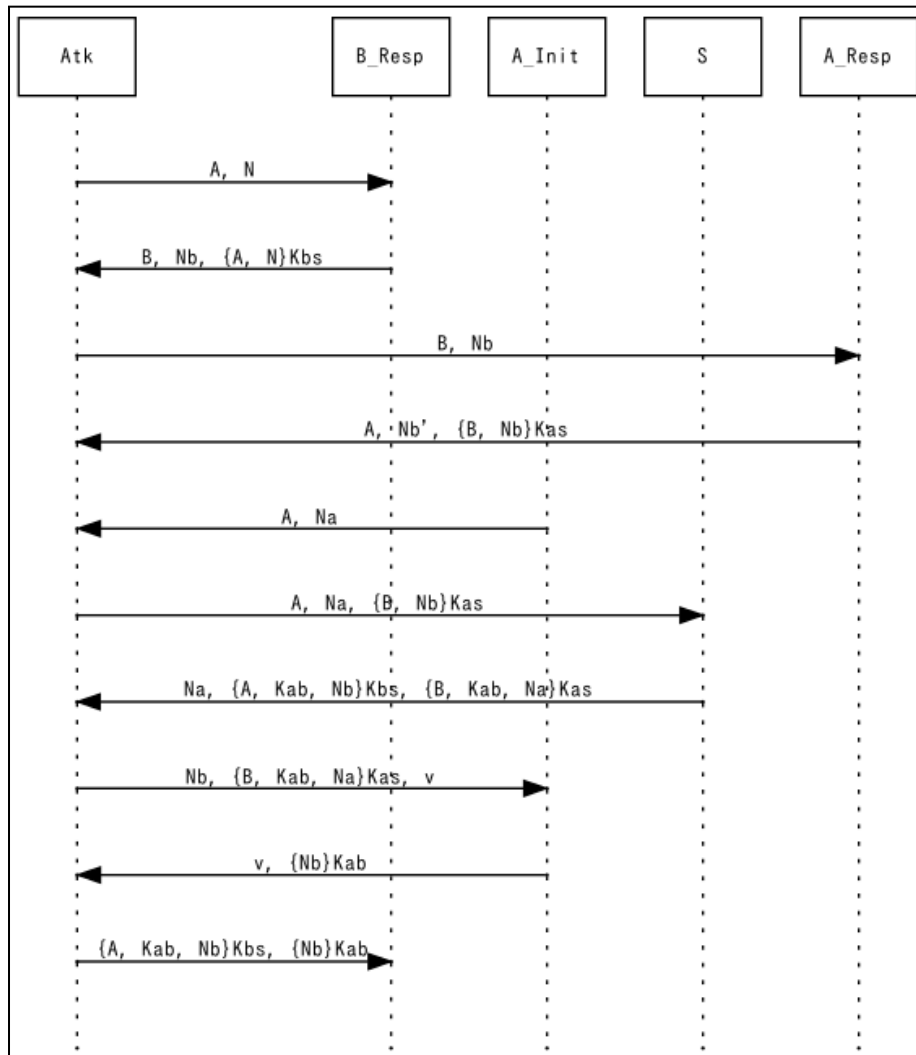 Atk B_Resp A_Init S A_Resp
A, N
B, Nb, {A, N}Kbs
B, Nb
A, Nb', {B, Nb}Kas
A, Na
A, Na, {B, Nb}Kas
Na, {A, Kab, Nb}Kbs, {B, Kab, Na}Kas
Nb, {B, Kab, Na}Kas, v
v, {Nb}Kab
{A, Kab, Nb}Kbs, {Nb}Kab